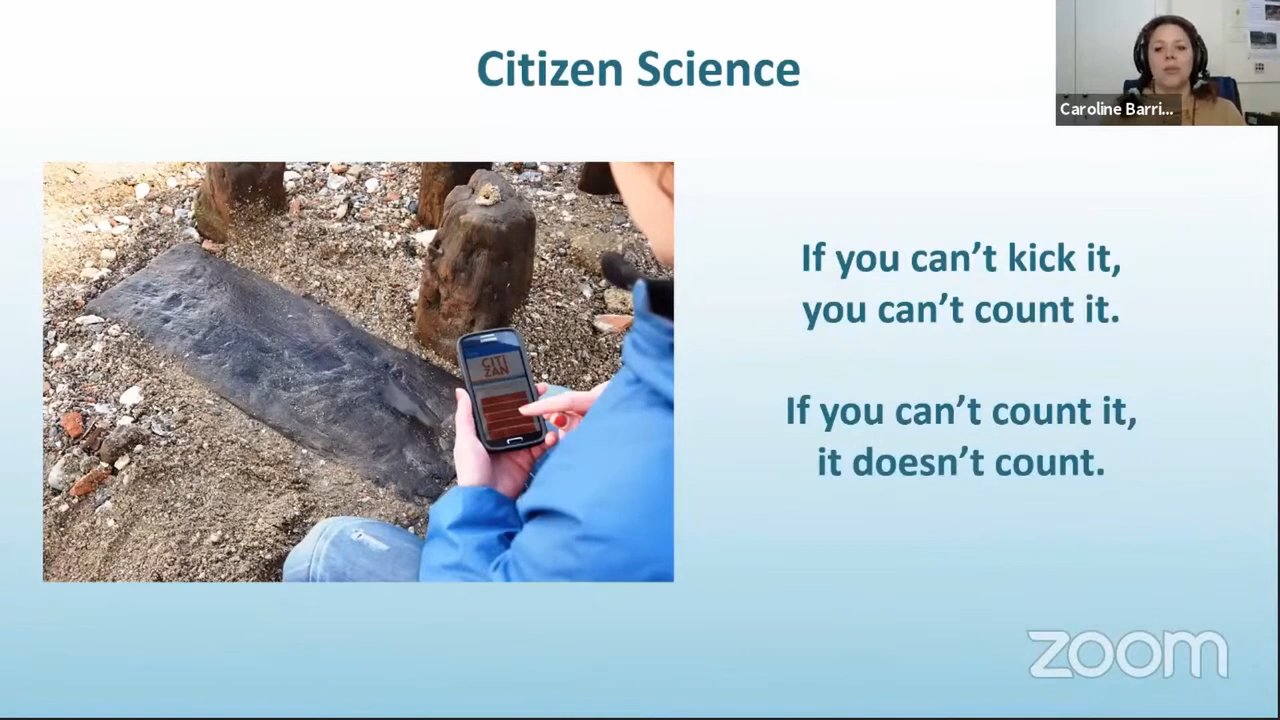 Citizen Science
Caroline Barri...
CITI
ZAN
If you can't kick it,
you can't count it.
If you can't count it,
it doesn't count.
zoom